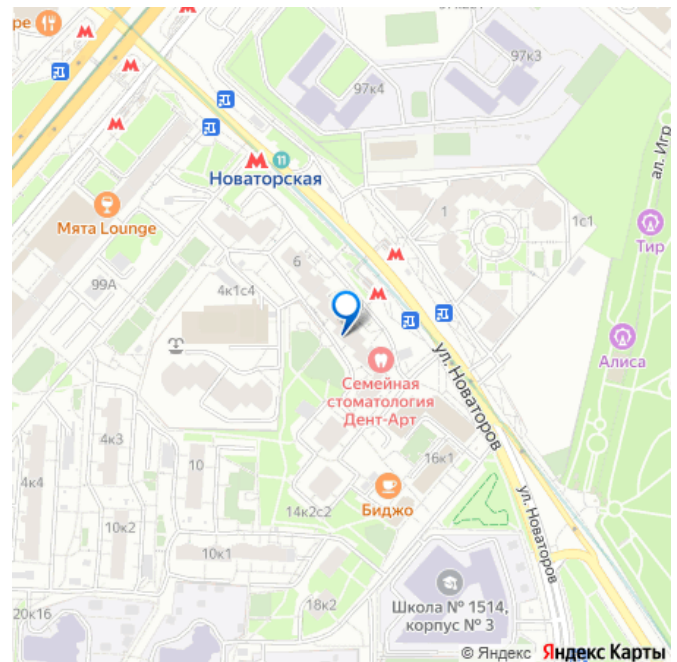 ре
97к3
97к4
11
Новаторская
ал. Игр
Мята Lounge
1
1с1
Тир
6
99А
4к1с4
Алиса
Семейная
стоматология
Дент-Арт
ул. Новаторов
4к3
10
16к1
4к4
Биджо
ул. Новаторов
14к2с2
10к2
10к1
18к2
Школа № 1514,
корпус № 3
20к16
© Яндекс Яндекс Карты